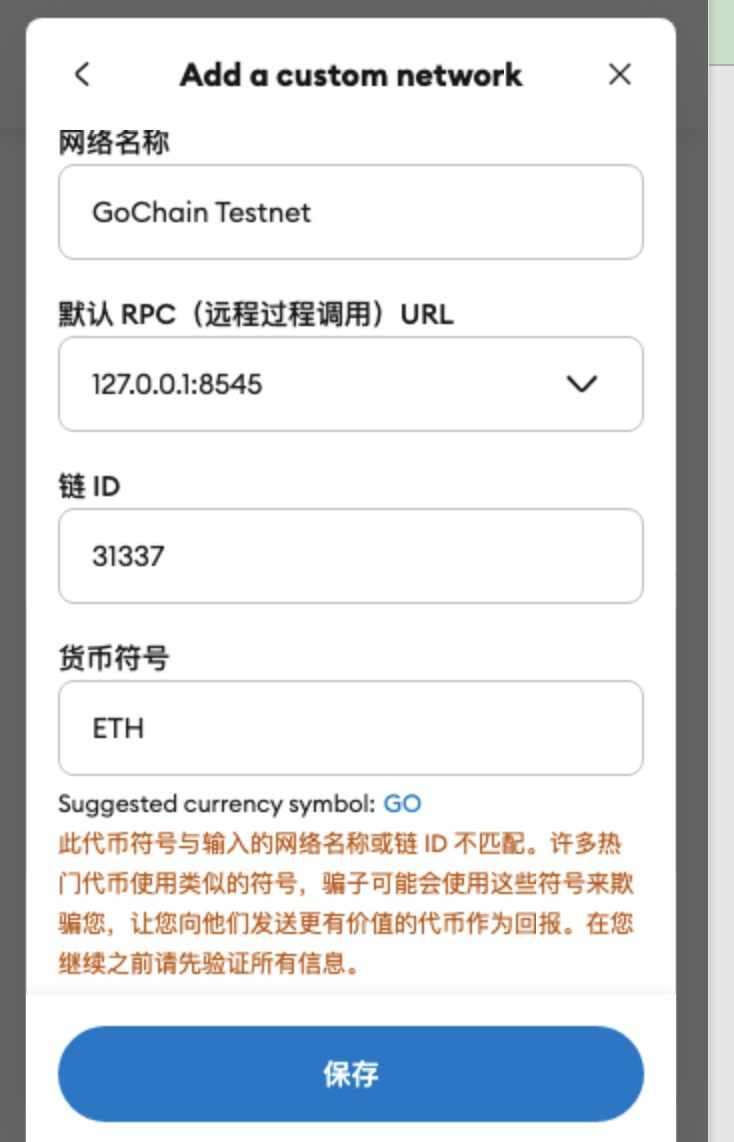 Add a custom network
网络名称
GoChain Testnet
默认 RPC（远程过程调用）URL
127.0.0.1:8545
链 ID
31337
货币符号
ETH
Suggested currency symbol: GO
此代币符号与输入的网络名称或链 ID 不匹配。许多热
门代币使用类似的符号，骗子可能会使用这些符号来欺
骗您，让您向他们发送更有价值的代币作为回报。在您
继续之前请先验证所有信息。
保存